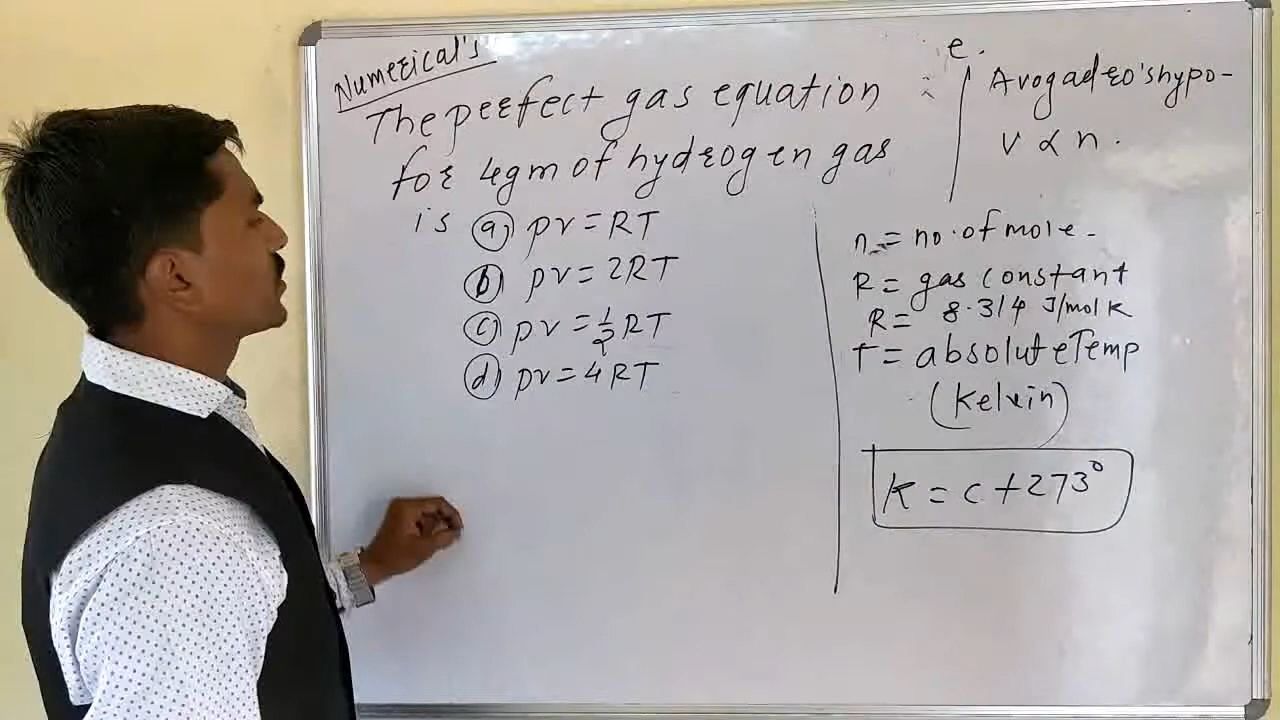 Numerical's
The perfect gas equation
for 4gm of hydrogen gas
is (a) PV = RT
(b) PV = 2RT
(c) PV = 1/2 RT
(d) PV = 4RT
e.
Avogadro's hypo-
V ∝ n.
n = no. of mole -
R = gas constant
R = 8.314 J/mol K
T = absolute Temp
(Kelvin)
K = C + 273°